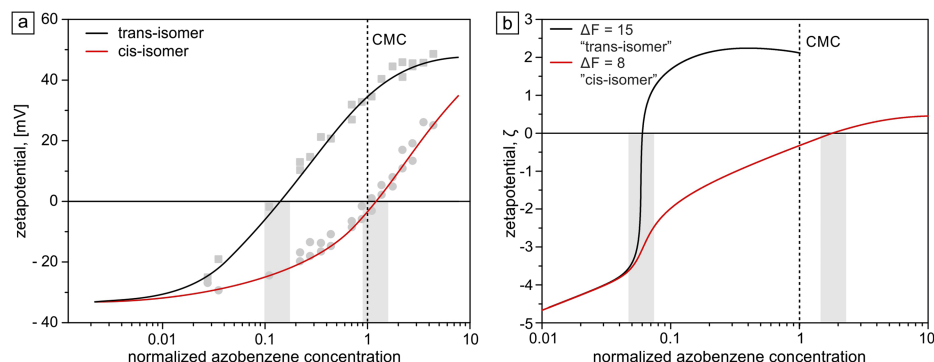 a
trans-isomer
cis-isomer
CMC
60
40
20
0
-20
-40
0.01
0.1
1
10
zetapotential, [mV]
normalized azobenzene concentration
b
ΔF = 15
"trans-isomer"
ΔF = 8
"cis-isomer"
CMC
3
2
1
0
-1
-2
-3
-4
-5
0.01
0.1
1
10
zetapotential, ζ
normalized azobenzene concentration